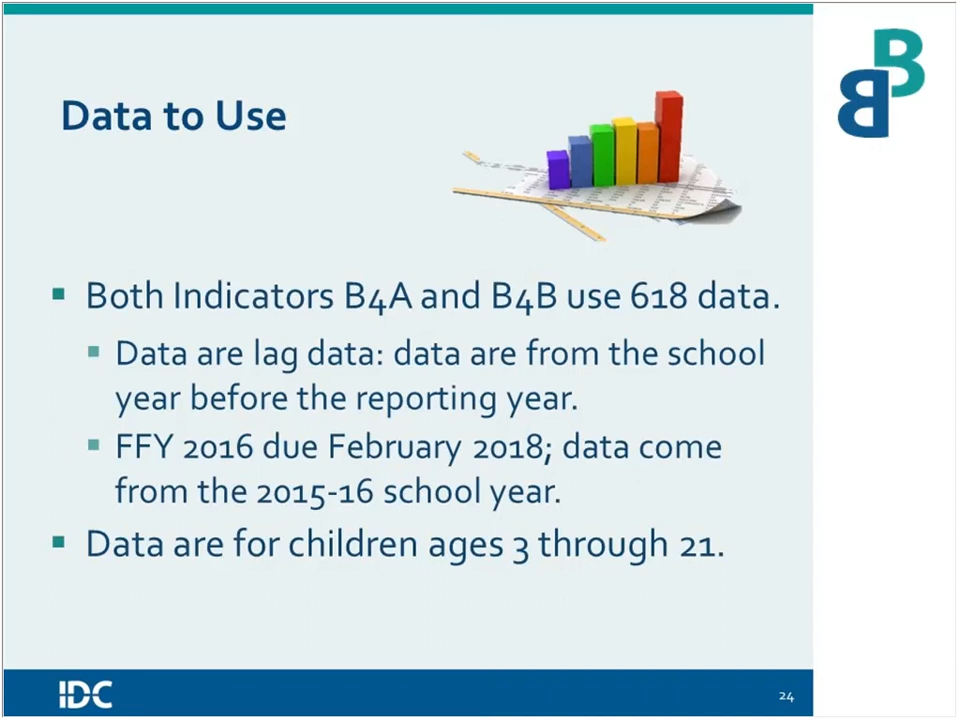 Data to Use
BB
▪ Both Indicators B4A and B4B use 618 data.
▪ Data are lag data: data are from the school
year before the reporting year.
▪ FFY 2016 due February 2018; data come
from the 2015-16 school year.
▪ Data are for children ages 3 through 21.
IDC
24